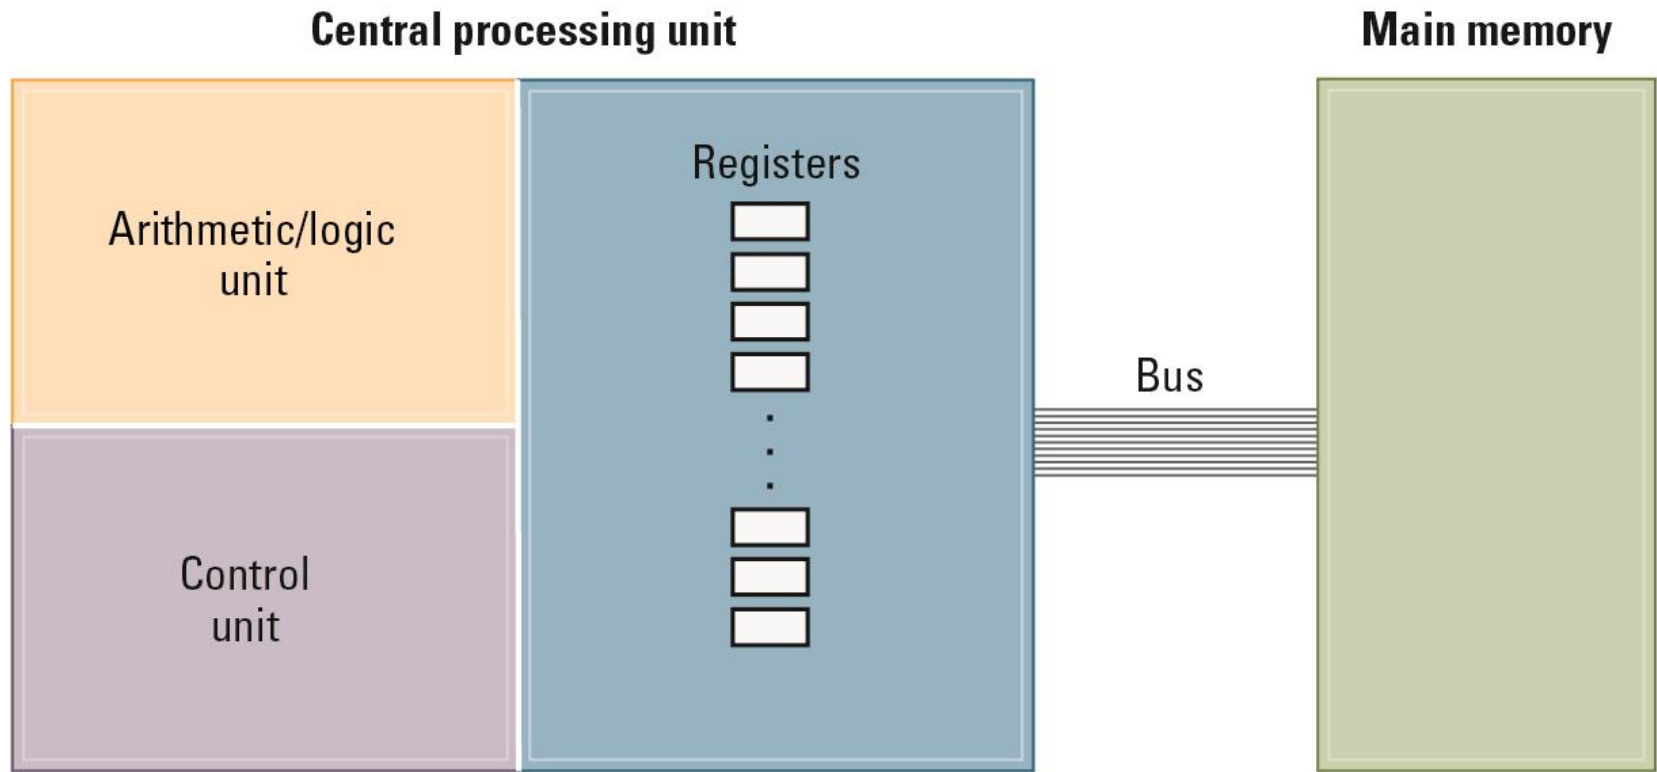 Central processing unit
Main memory
Arithmetic/logic
unit
Registers
Bus
Control
unit